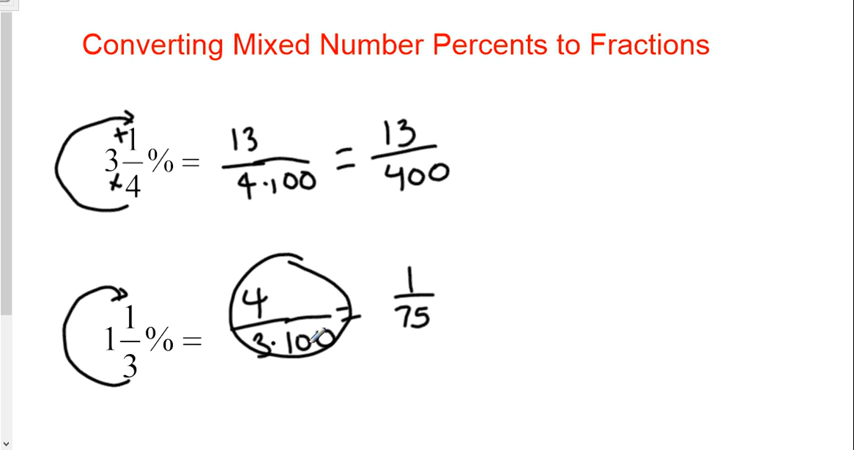 Converting Mixed Number Percents to Fractions
3 +1/×4 % = 13/4·100 = 13/400
1 1/3 % = 4/3·100 = 1/75